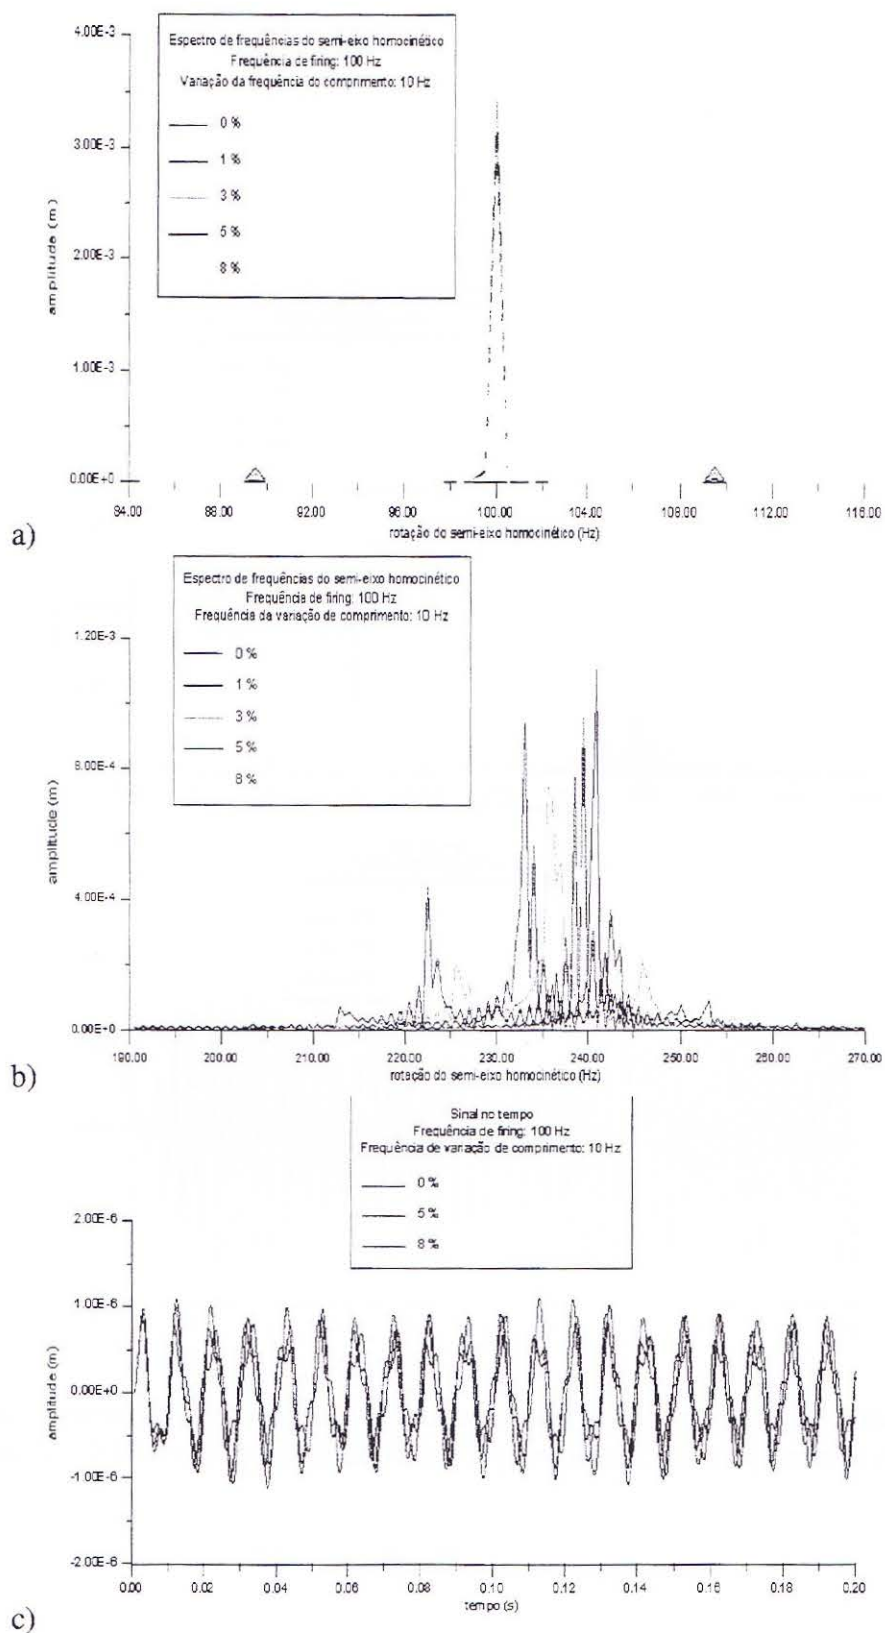 4.00E-3
Espectro de frequências do semi-eixo homocinético
Frequência de firing: 100 Hz
Variação da frequência do comprimento: 10 Hz
0 %
1 %
3 %
5 %
8 %
3.00E-3
2.00E-3
1.00E-3
0.00E+0
amplitude (m)
84.00 88.00 92.00 96.00 100.00 104.00 108.00 112.00 116.00
rotação do semi-eixo homocinético (Hz)
a)
Espectro de frequências do semi-eixo homocinético
Frequência de firing: 100 Hz
Frequência da variação de comprimento: 10 Hz
0 %
1 %
3 %
5 %
8 %
1.20E-3
8.00E-4
4.00E-4
0.00E+0
amplitude (m)
190.00 200.00 210.00 220.00 230.00 240.00 250.00 260.00 270.00
rotação do semi-eixo homocinético (Hz)
b)
Sinal no tempo
Frequência de firing: 100 Hz
Frequência de variação de comprimento: 10 Hz
0 %
5 %
8 %
2.00E-6
1.00E-6
0.00E+0
-1.00E-6
-2.00E-6
amplitude (m)
0.00 0.02 0.04 0.06 0.08 0.10 0.12 0.14 0.16 0.18 0.20
tempo (s)
c)